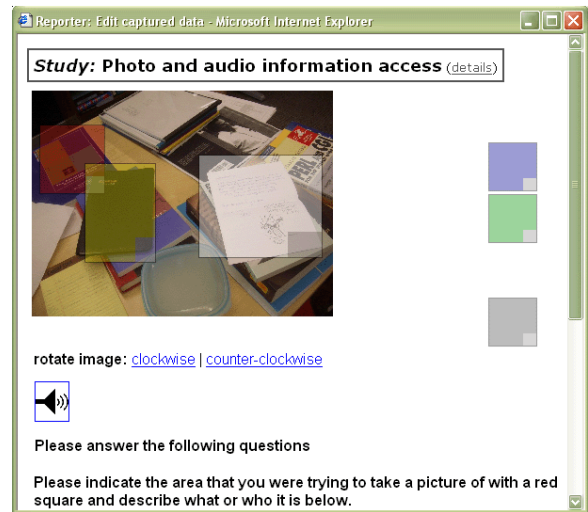 Reporter: Edit captured data - Microsoft Internet Explorer
Study: Photo and audio information access (details)
PERL
rotate image: clockwise | counter-clockwise
Please answer the following questions
Please indicate the area that you were trying to take a picture of with a red
square and describe what or who it is below.